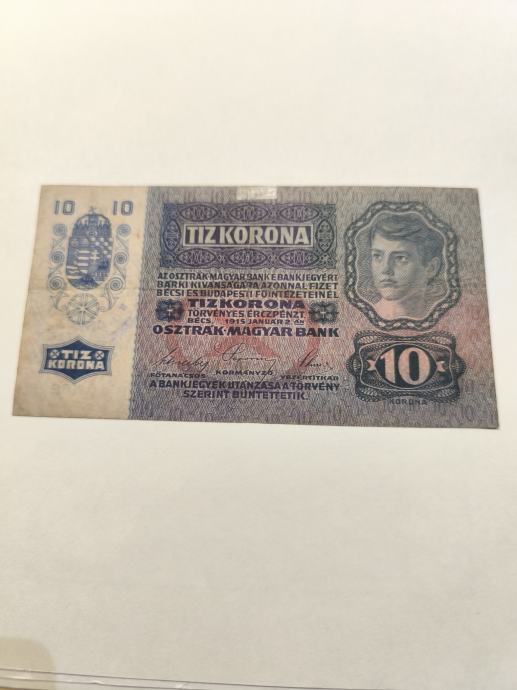 10 10
TIZ KORONA
AZ OSZTRÁK-MAGYAR BANK E BANKJEGYÉRT
BÁRKI KÍVÁNSÁGÁRA AZONNAL FIZET
BÉCSI ÉS BUDAPESTI FŐINTÉZETEINÉL
TIZ KORONA
TÖRVÉNYES ÉRCZPÉNZT
BÉCS, 1915 JANUÁR 2-ÁN
OSZTRÁK-MAGYAR BANK
FŐTANÁCSOS KORMÁNYZÓ VEZÉRTITKÁR
A BANKJEGYEK UTÁNZÁSA A TÖRVÉNY
SZERINT BÜNTETTETIK.
TIZ
KORONA
10
KORONA